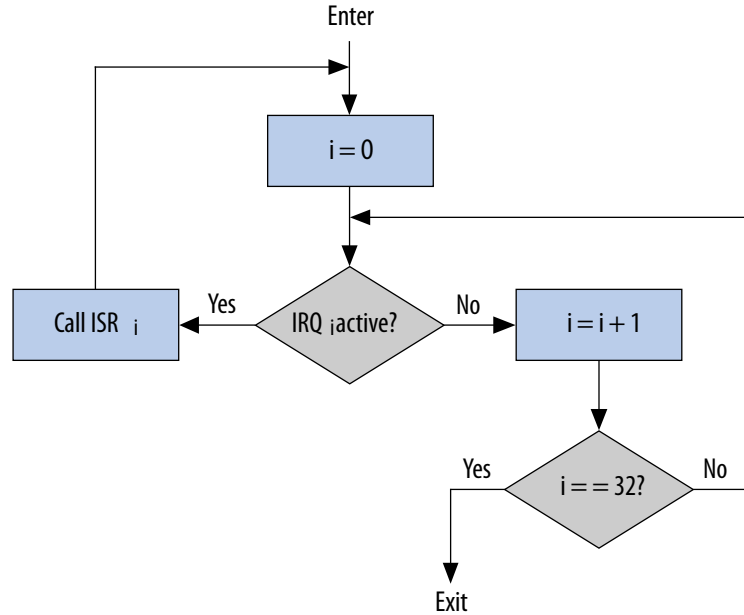 Enter
i = 0
Call ISR i
Yes
IRQ i active?
No
i = i + 1
Yes
i = = 32?
No
Exit